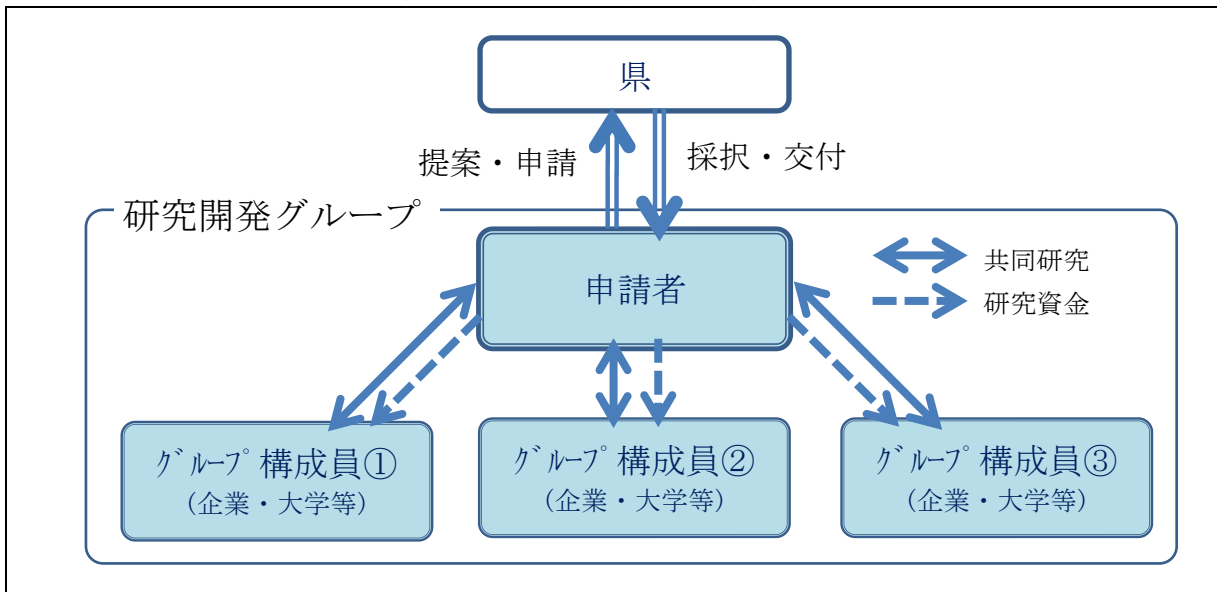 県
提案・申請
採択・交付
研究開発グループ
申請者
共同研究
研究資金
ｸﾞﾙｰﾌﾟ構成員①
(企業・大学等)
ｸﾞﾙｰﾌﾟ構成員②
(企業・大学等)
ｸﾞﾙｰﾌﾟ構成員③
(企業・大学等)